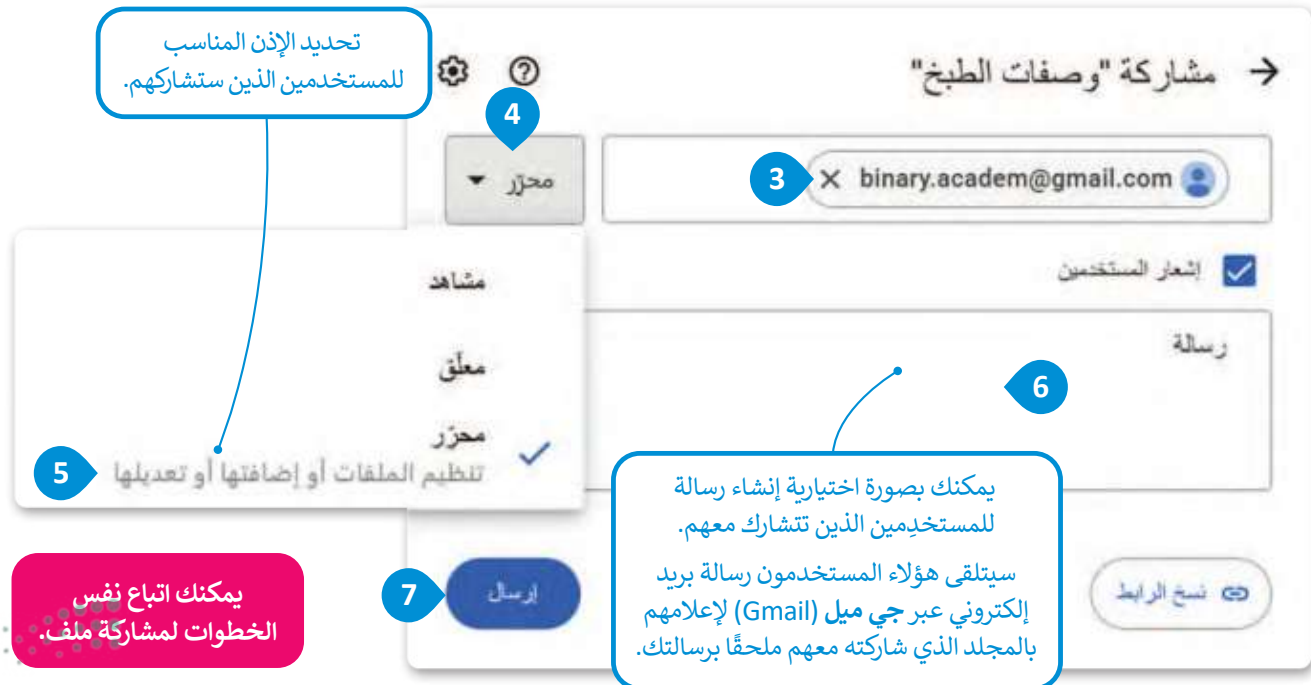 تحديد الإذن المناسب
للمستخدمين الذين ستشاركهم.
مشاركة "وصفات الطبخ"
4
محرّر
binary.academ@gmail.com
3
إشعار المستخدمين
مشاهد
معلّق
محرّر
تنظيم الملفات أو إضافتها أو تعديلها
5
رسالة
6
يمكنك بصورة اختيارية إنشاء رسالة
للمستخدِمين الذين تتشارك معهم.
سيتلقى هؤلاء المستخدمون رسالة بريد
إلكتروني عبر جي ميل (Gmail) لإعلامهم
بالمجلد الذي شاركته معهم ملحقًا برسالتك.
نسخ الرابط
إرسال
7
يمكنك اتباع نفس
الخطوات لمشاركة ملف.